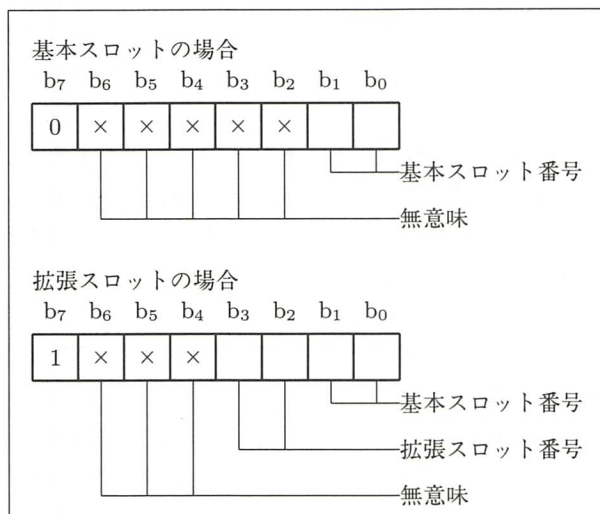 基本スロットの場合
b₇ b₆ b₅ b₄ b₃ b₂ b₁ b₀
0 × × × × ×
基本スロット番号
無意味
拡張スロットの場合
b₇ b₆ b₅ b₄ b₃ b₂ b₁ b₀
1 × × ×
基本スロット番号
拡張スロット番号
無意味